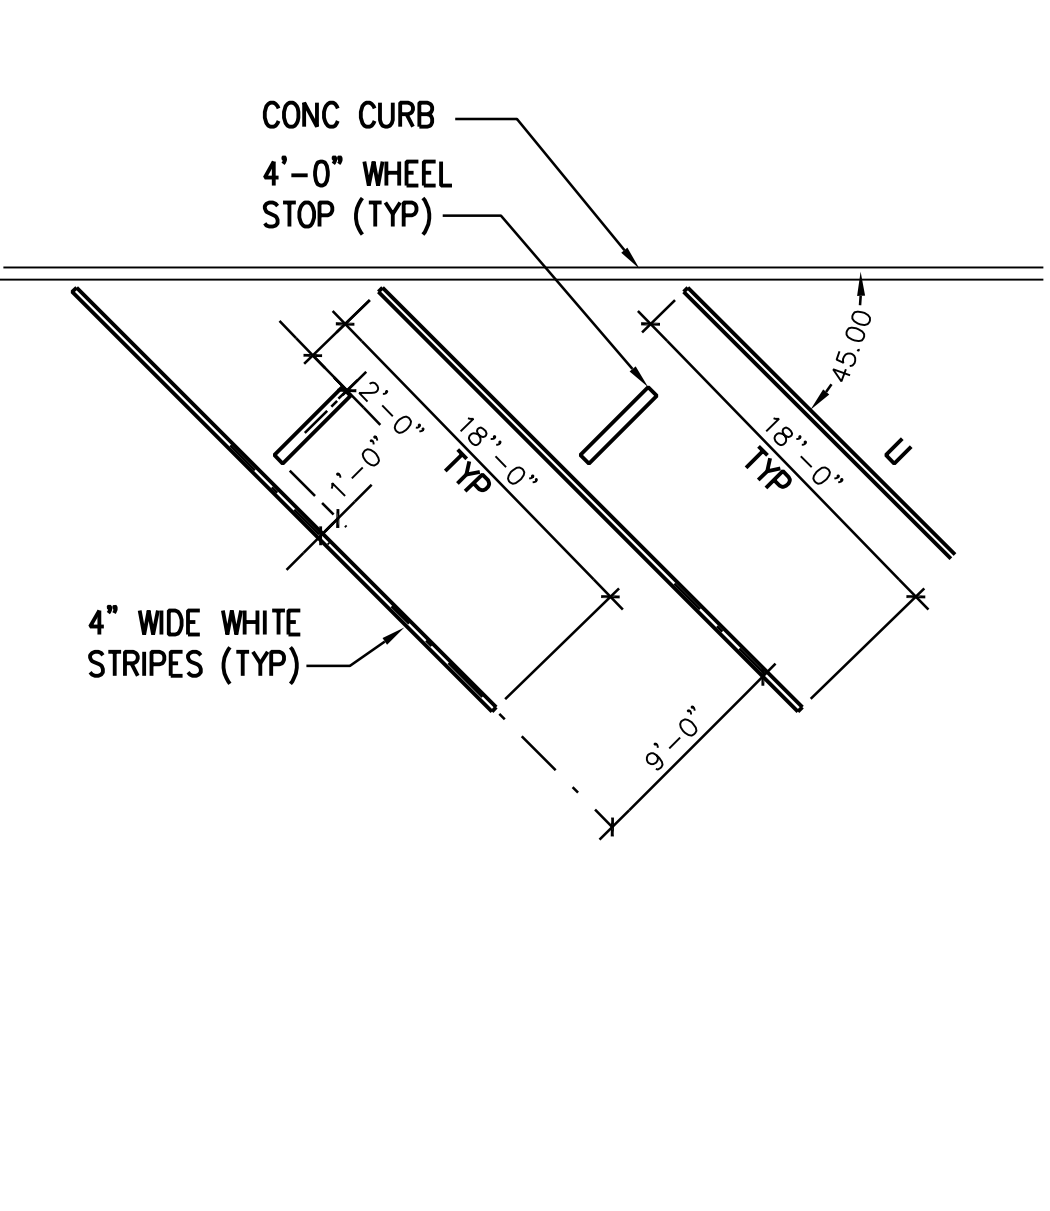 CONC CURB
4'-0" WHEEL
STOP (TYP)
45.00
2'-0"
1'-0"
18"-0"
TYP
18"-0"
TYP
4" WIDE WHITE
STRIPES (TYP)
9'-0"